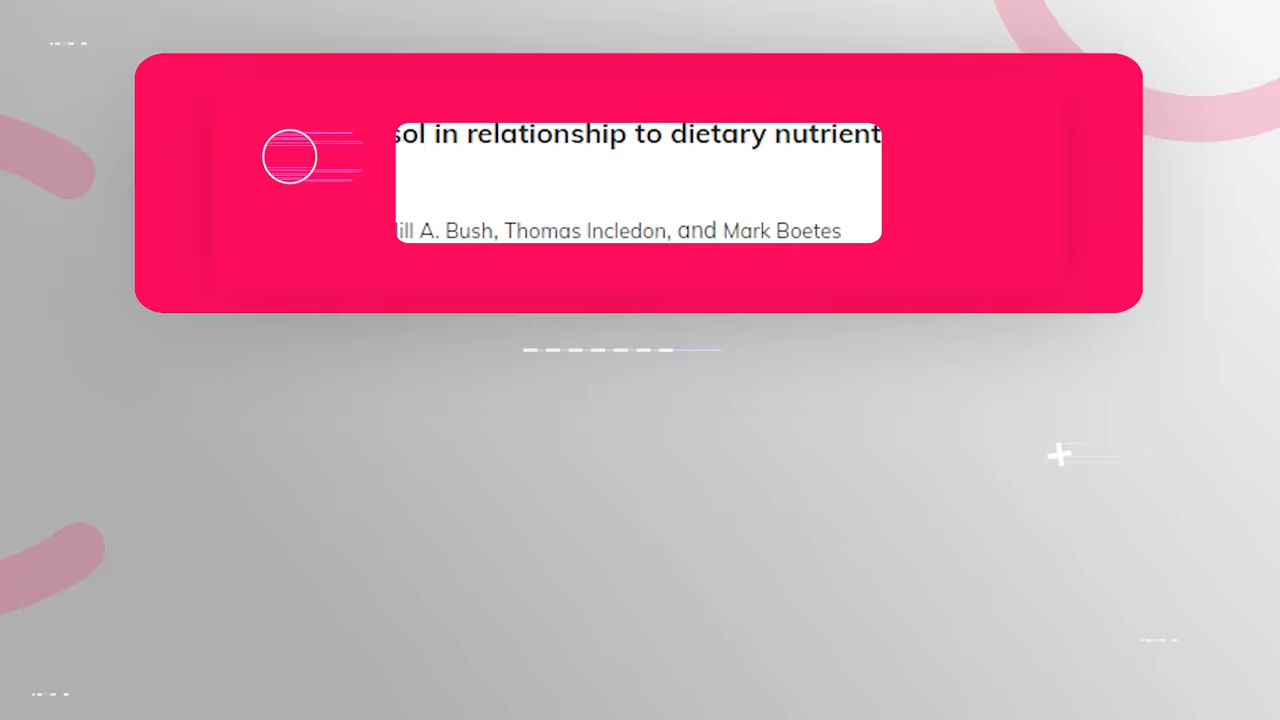 sol in relationship to dietary nutrient
ill A. Bush, Thomas Incledon, and Mark Boetes